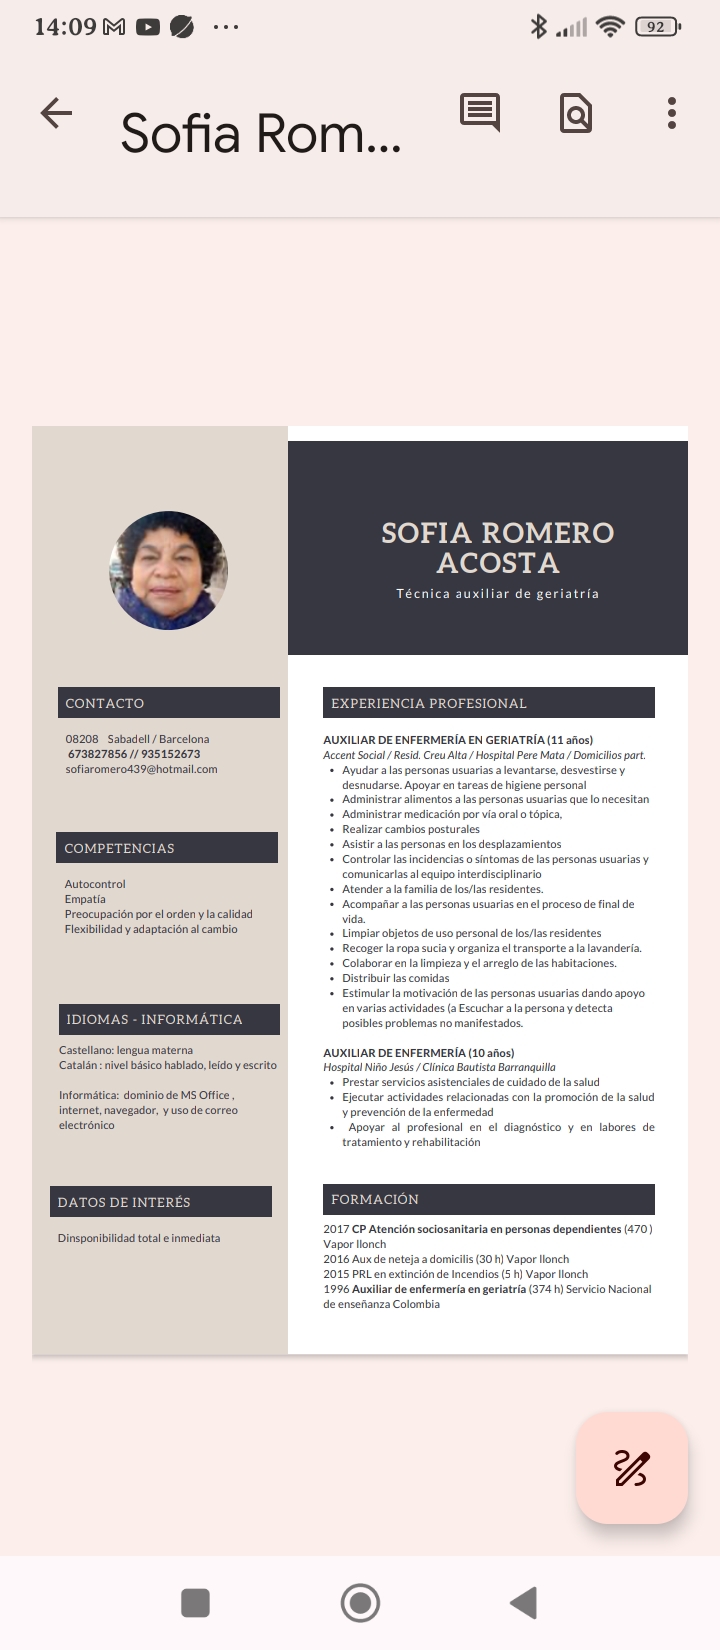 14:09
92
Sofia Rom...
SOFIA ROMERO
ACOSTA
Técnica auxiliar de geriatría
CONTACTO
08208 Sabadell / Barcelona
673827856 // 935152673
sofiaromero439@hotmail.com
COMPETENCIAS
Autocontrol
Empatía
Preocupación por el orden y la calidad
Flexibilidad y adaptación al cambio
IDIOMAS - INFORMÁTICA
Castellano: lengua materna
Catalán : nivel básico hablado, leído y escrito
Informática: dominio de MS Office ,
internet, navegador, y uso de correo
electrónico
DATOS DE INTERÉS
Dinsponibilidad total e inmediata
EXPERIENCIA PROFESIONAL
AUXILIAR DE ENFERMERÍA EN GERIATRÍA (11 años)
Accent Social / Resid. Creu Alta / Hospital Pere Mata / Domicilios part.
• Ayudar a las personas usuarias a levantarse, desvestirse y
desnudarse. Apoyar en tareas de higiene personal
• Administrar alimentos a las personas usuarias que lo necesitan
• Administrar medicación por vía oral o tópica,
• Realizar cambios posturales
• Asistir a las personas en los desplazamientos
• Controlar las incidencias o síntomas de las personas usuarias y
comunicarlas al equipo interdisciplinario
• Atender a la familia de los/las residentes.
• Acompañar a las personas usuarias en el proceso de final de
vida.
• Limpiar objetos de uso personal de los/las residentes
• Recoger la ropa sucia y organiza el transporte a la lavandería.
• Colaborar en la limpieza y el arreglo de las habitaciones.
• Distribuir las comidas
• Estimular la motivación de las personas usuarias dando apoyo
en varias actividades (a Escuchar a la persona y detecta
posibles problemas no manifestados.
AUXILIAR DE ENFERMERÍA (10 años)
Hospital Niño Jesús / Clínica Bautista Barranquilla
• Prestar servicios asistenciales de cuidado de la salud
• Ejecutar actividades relacionadas con la promoción de la salud
y prevención de la enfermedad
• Apoyar al profesional en el diagnóstico y en labores de
tratamiento y rehabilitación
FORMACIÓN
2017 CP Atención sociosanitaria en personas dependientes (470 )
Vapor llonch
2016 Aux de neteja a domicilis (30 h) Vapor llonch
2015 PRL en extinción de Incendios (5 h) Vapor llonch
1996 Auxiliar de enfermería en geriatría (374 h) Servicio Nacional
de enseñanza Colombia